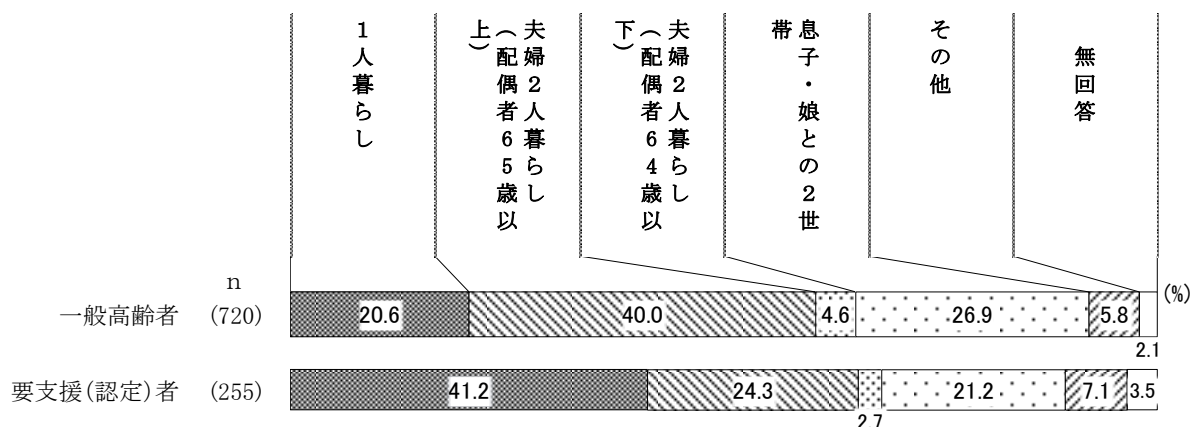 1人暮らし
夫婦2人暮らし
(配偶者65歳以
上)
夫婦2人暮らし
(配偶者64歳以
下)
息子・娘との2世
帯
その他
無回答
n
(%)
一般高齢者 (720) 20.6 40.0 4.6 26.9 5.8
2.1
要支援(認定)者 (255) 41.2 24.3 21.2 7.1 3.5
2.7